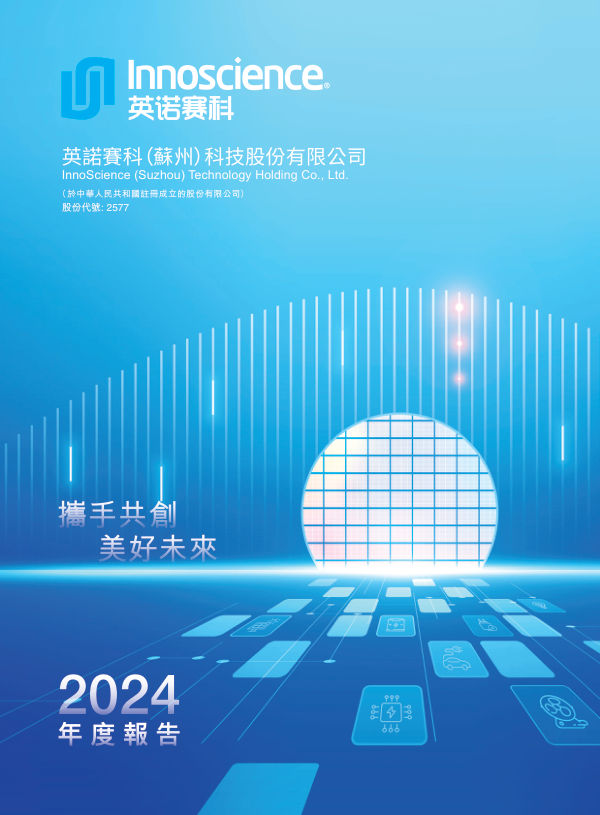 Innoscience®
英诺赛科
英諾賽科（蘇州）科技股份有限公司
InnoScience (Suzhou) Technology Holding Co., Ltd.
（於中華人民共和國註冊成立的股份有限公司）
股份代號: 2577
攜手共創
美好未來
2024
年度報告